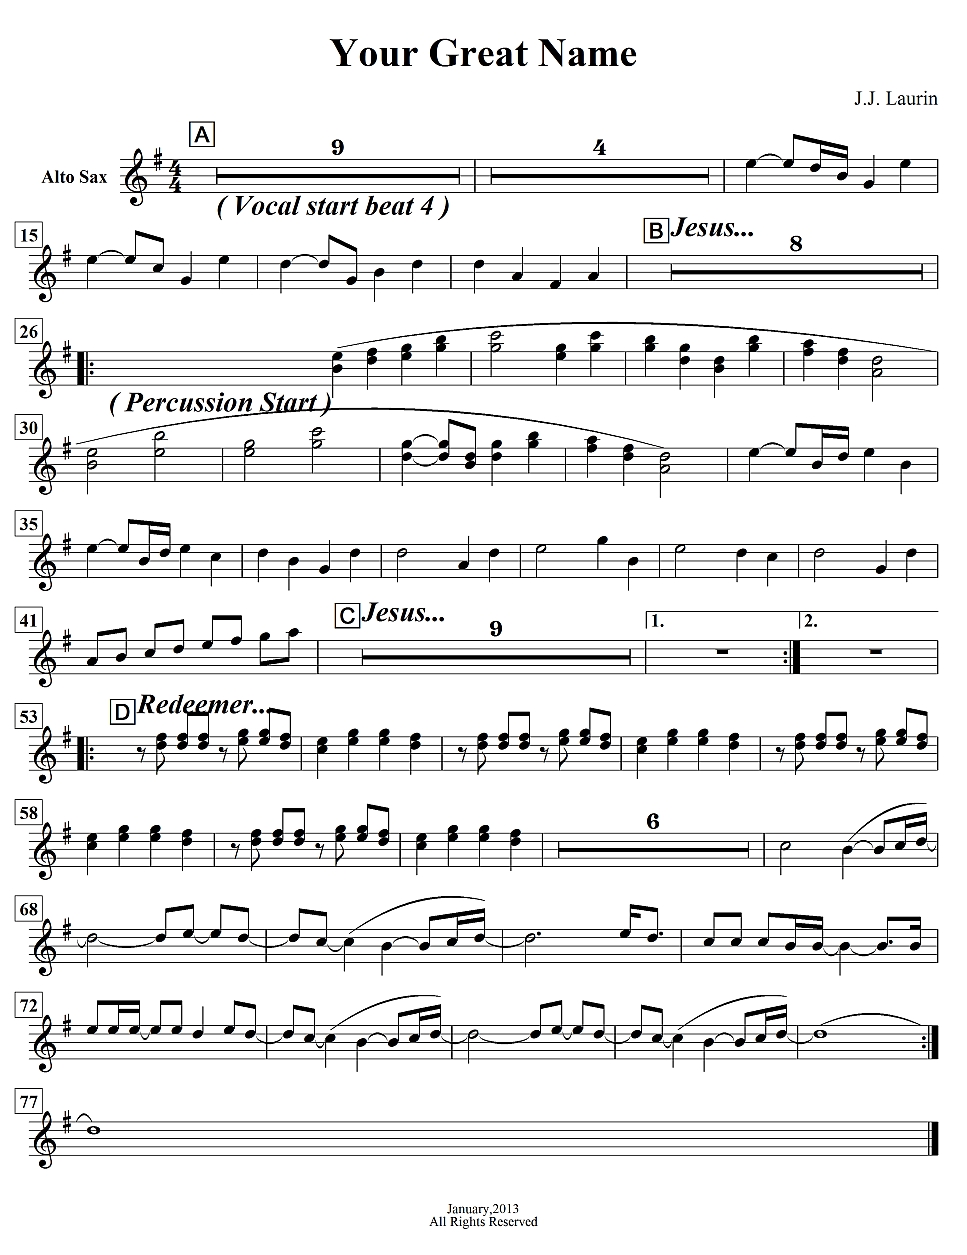 Your Great Name
J.J. Laurin
A
9
4
Alto Sax
( Vocal start beat 4 )
15
B Jesus...
8
26
( Percussion Start )
30
35
41
C Jesus...
9
1.
2.
53
D Redeemer...
58
6
68
72
77
January,2013
All Rights Reserved